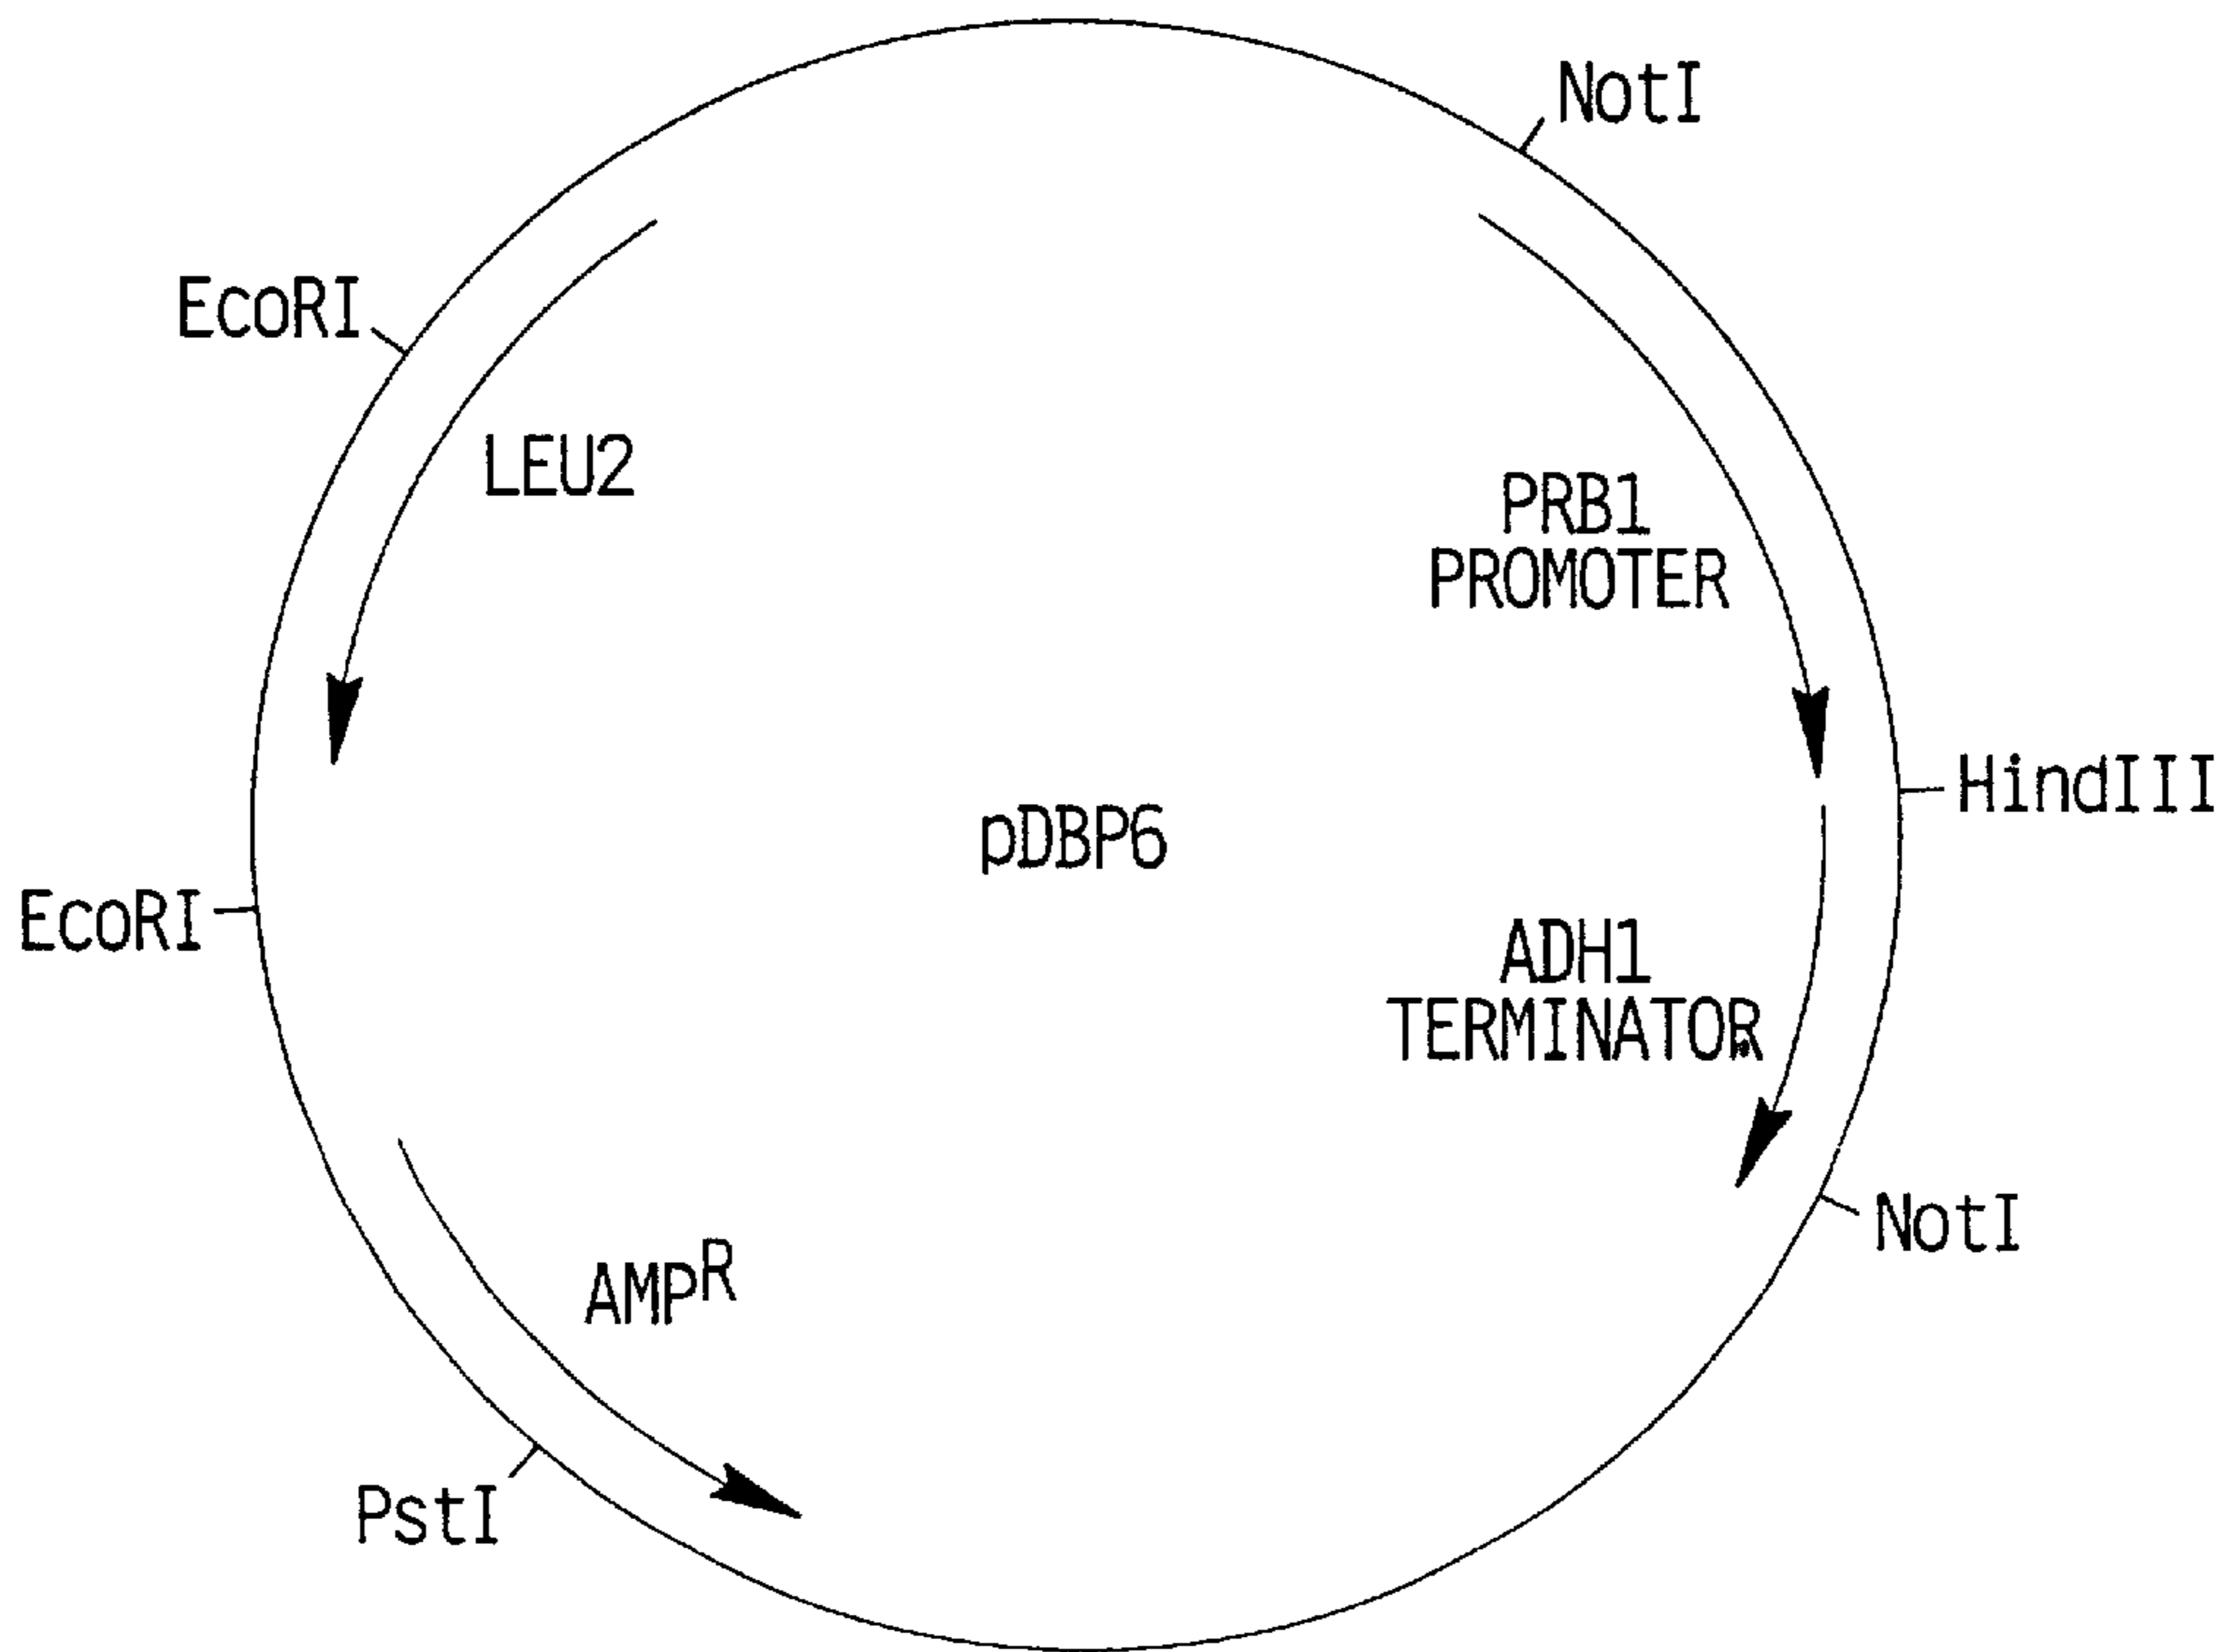 NotI
EcoRI
LEU2
PRB1
PROMOTER
HindIII
pDBP6
EcoRI
ADH1
TERMINATOR
NotI
AMPR
PstI